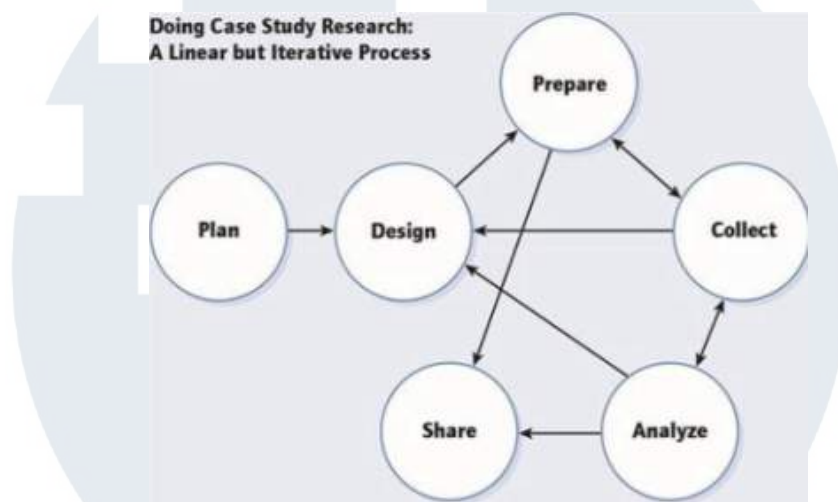 Doing Case Study Research:
A Linear but Iterative Process
Prepare
Plan
Design
Collect
Share
Analyze